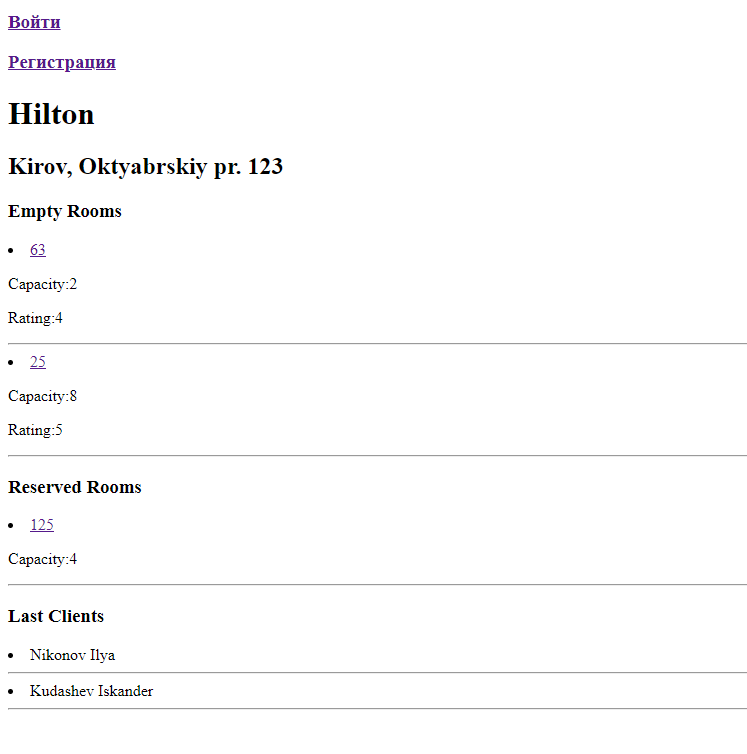 Войти
Регистрация
Hilton
Kirov, Oktyabrskiy pr. 123
Empty Rooms
63
Capacity:2
Rating:4
25
Capacity:8
Rating:5
Reserved Rooms
125
Capacity:4
Last Clients
Nikonov Ilya
Kudashev Iskander